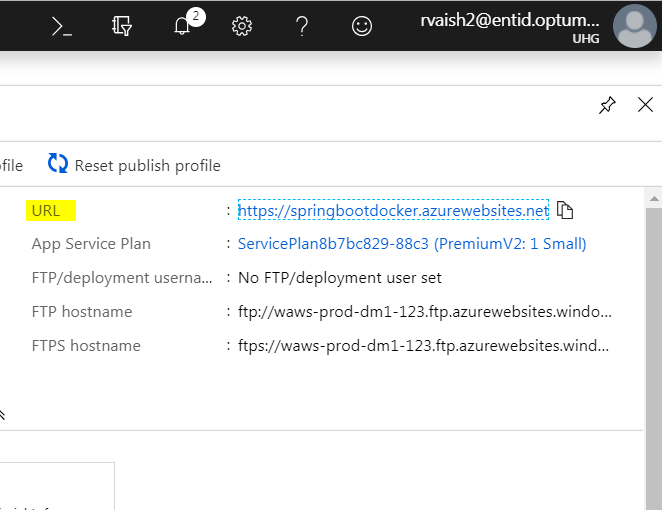 rvaish2@entid.optum...
UHG
2
ofile Reset publish profile
URL : https://springbootdocker.azurewebsites.net
App Service Plan : ServicePlan8b7bc829-88c3 (PremiumV2: 1 Small)
FTP/deployment userna... : No FTP/deployment user set
FTP hostname : ftp://waws-prod-dm1-123.ftp.azurewebsites.windo...
FTPS hostname : ftps://waws-prod-dm1-123.ftp.azurewebsites.wind...